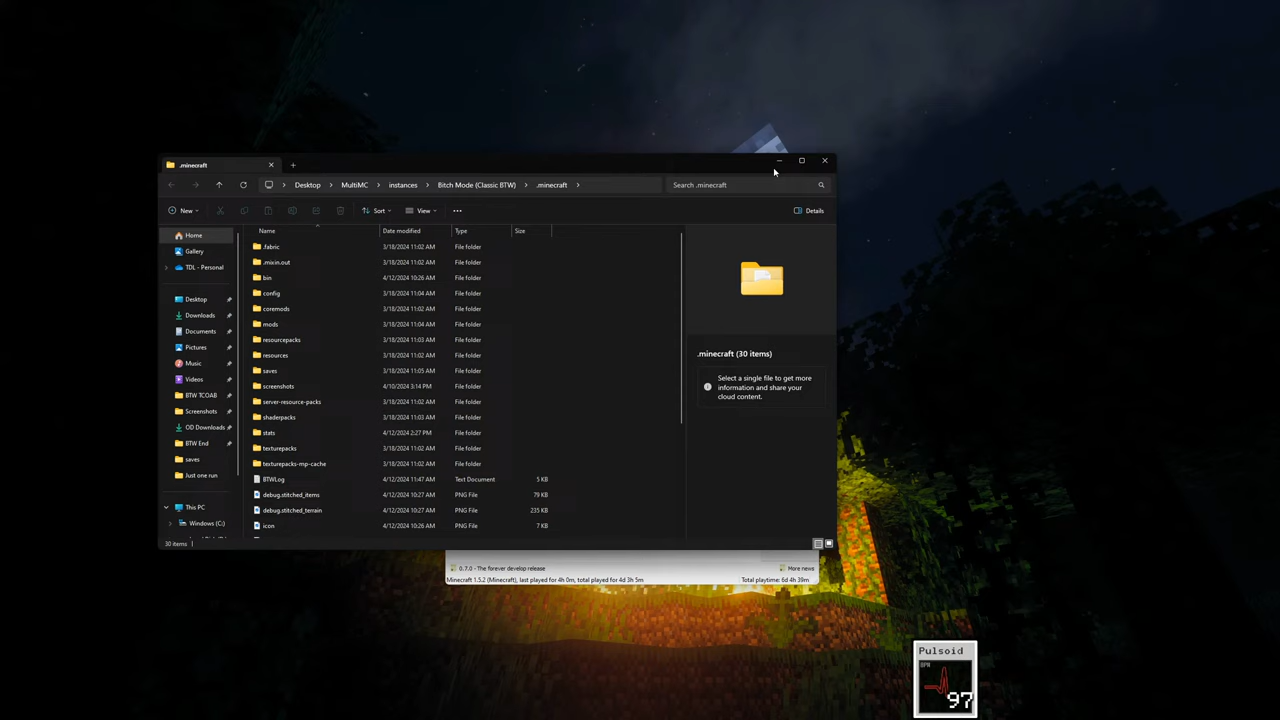 .minecraft
Desktop > MultiMC > instances > Bitch Mode (Classic BTW) > .minecraft >
Search .minecraft
New
Sort
View
Details
Home
Gallery
TDL - Personal
Desktop
Downloads
Documents
Pictures
Music
Videos
BTW TCOAB
Screenshots
OD Downloads
BTW End
saves
Just one run
This PC
Windows (C:)
Name Date modified Type Size
.fabric 3/18/2024 11:02 AM File folder
.mixin.out 3/18/2024 11:02 AM File folder
bin 4/12/2024 10:26 AM File folder
config 3/18/2024 11:04 AM File folder
coremods 3/18/2024 11:02 AM File folder
mods 3/18/2024 11:04 AM File folder
resourcepacks 3/18/2024 11:03 AM File folder
resources 3/18/2024 11:02 AM File folder
saves 3/18/2024 11:05 AM File folder
screenshots 4/10/2024 3:14 PM File folder
server-resource-packs 3/18/2024 11:02 AM File folder
shaderpacks 3/18/2024 11:03 AM File folder
stats 4/12/2024 2:27 PM File folder
texturepacks 3/18/2024 11:02 AM File folder
texturepacks-mp-cache 3/18/2024 11:02 AM File folder
BTWLog 4/12/2024 11:47 AM Text Document 5 KB
debug.stitched_items 4/12/2024 10:27 AM PNG File 79 KB
debug.stitched_terrain 4/12/2024 10:27 AM PNG File 235 KB
icon 4/12/2024 10:26 AM PNG File 7 KB
.minecraft (30 items)
Select a single file to get more
information and share your
cloud content.
30 items
0.7.0 - The forever develop release
More news
Minecraft 1.5.2 (Minecraft), last played for 4h 0m, total played for 4d 3h 5m
Total playtime: 6d 4h 39m
Pulsoid
BPM
97